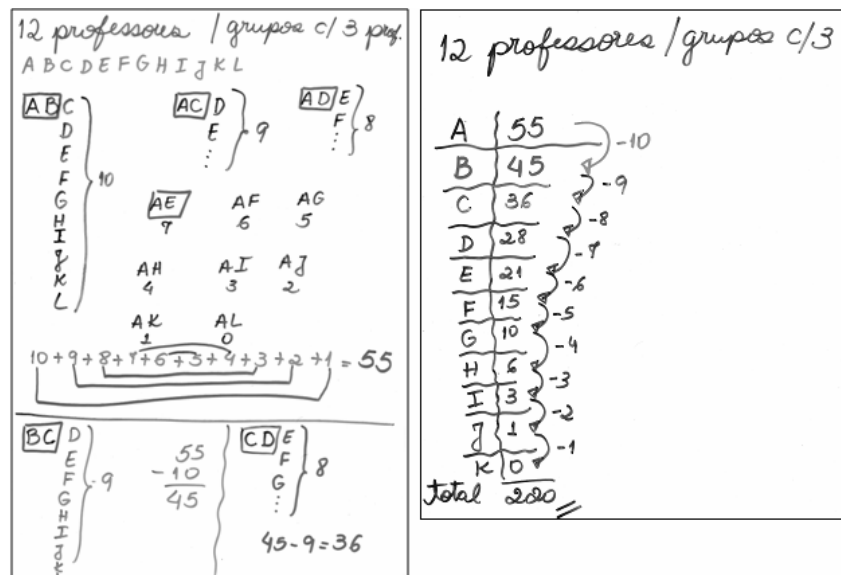 12 professores / grupos c/ 3 prof.
A B C D E F G H I J K L
AB C
D
E
F
G
H
I
J
K
L
10
AC D
E
⋮
9
AD E
F
⋮
8
AE
7
AF
6
AG
5
AH
4
AI
3
AJ
2
AK
1
AL
0
10 + 9 + 8 + 7 + 6 + 5 + 4 + 3 + 2 + 1 = 55
BC D
E
F
G
H
I
J
K
9
55
- 10
45
CD E
F
G
⋮
8
45 - 9 = 36
12 professores / grupos c/ 3
A 55
-10
B 45
-9
C 36
-8
D 28
-7
E 21
-6
F 15
-5
G 10
-4
H 6
-3
I 3
-2
J 1
-1
K 0
total 220